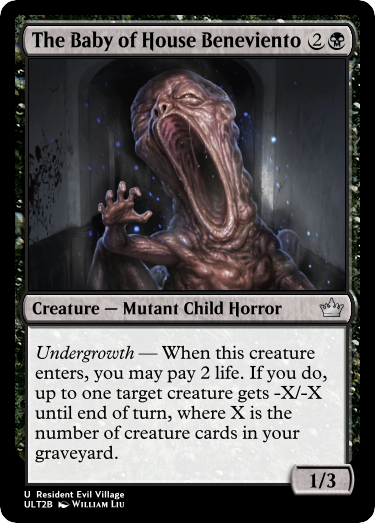 The Baby of House Beneviento 2
Creature — Mutant Child Horror
Undergrowth — When this creature
enters, you may pay 2 life. If you do,
up to one target creature gets -X/-X
until end of turn, where X is the
number of creature cards in your
graveyard.
1/3
U Resident Evil Village
ULT2B William Liu